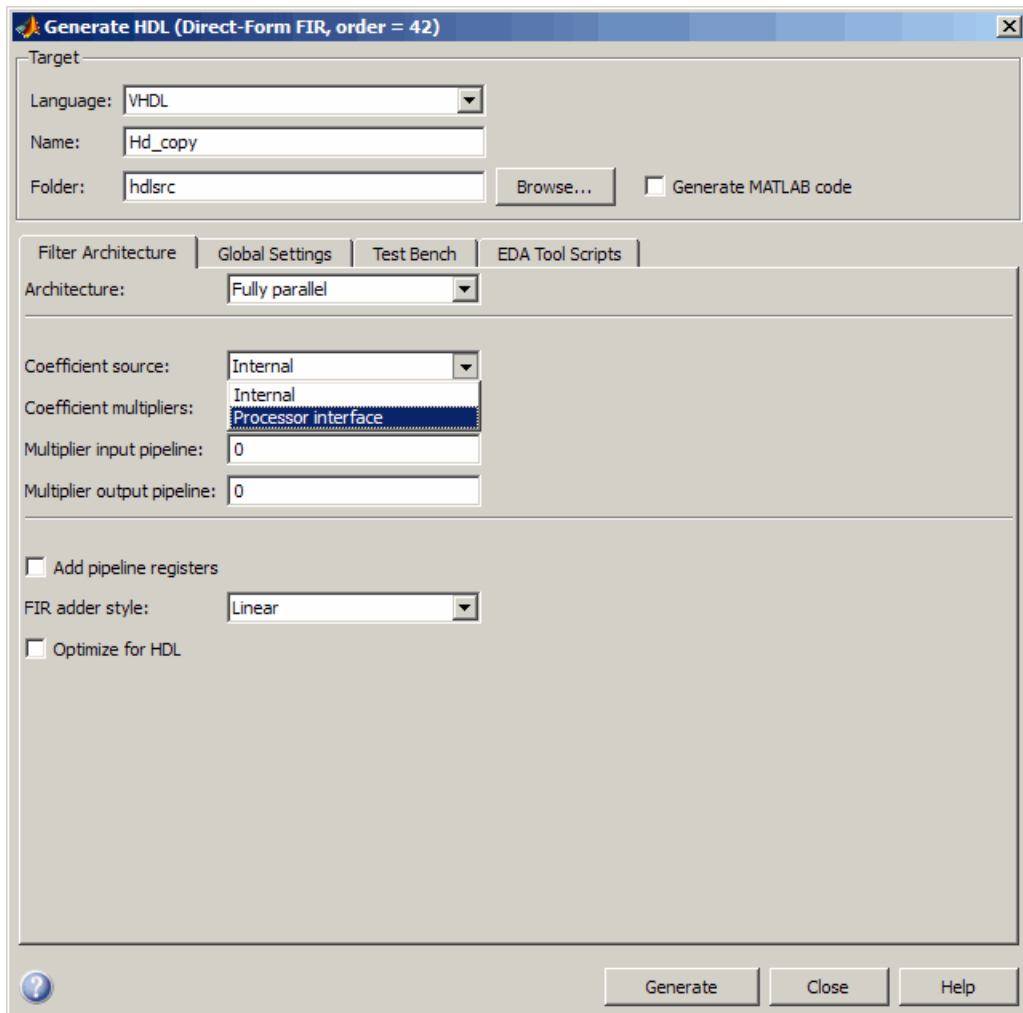 Generate HDL (Direct-Form FIR, order = 42)
Target
Language: VHDL
Name: Hd_copy
Folder: hdlsrc Browse... Generate MATLAB code
Filter Architecture Global Settings Test Bench EDA Tool Scripts
Architecture: Fully parallel
Coefficient source: Internal
Internal
Coefficient multipliers: Processor interface
Multiplier input pipeline: 0
Multiplier output pipeline: 0
Add pipeline registers
FIR adder style: Linear
Optimize for HDL
? Generate Close Help